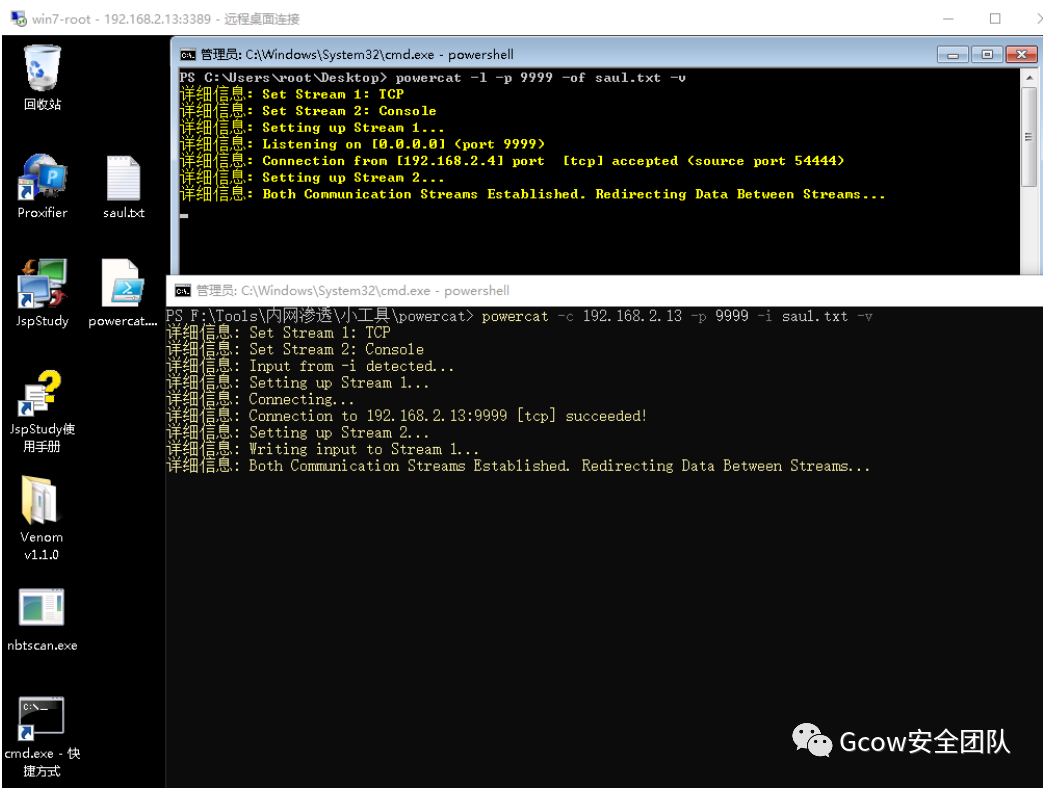 win7-root - 192.168.2.13:3389 - 远程桌面连接
管理员: C:\Windows\System32\cmd.exe - powershell
PS C:\Users\root\Desktop> powercat -l -p 9999 -of saul.txt -v
详细信息: Set Stream 1: TCP
详细信息: Set Stream 2: Console
详细信息: Setting up Stream 1...
详细信息: Listening on [0.0.0.0] (port 9999)
详细信息: Connection from [192.168.2.4] port  [tcp] accepted (source port 54444)
详细信息: Setting up Stream 2...
详细信息: Both Communication Streams Established. Redirecting Data Between Streams...
回收站
Proxifier
saul.txt
JspStudy
powercat....
JspStudy使
用手册
Venom
v1.1.0
nbtscan.exe
cmd.exe - 快
捷方式
管理员: C:\Windows\System32\cmd.exe - powershell
PS F:\Tools\内网渗透\小工具\powercat> powercat -c 192.168.2.13 -p 9999 -i saul.txt -v
详细信息: Set Stream 1: TCP
详细信息: Set Stream 2: Console
详细信息: Input from -i detected...
详细信息: Setting up Stream 1...
详细信息: Connecting...
详细信息: Connection to 192.168.2.13:9999 [tcp] succeeded!
详细信息: Setting up Stream 2...
详细信息: Writing input to Stream 1...
详细信息: Both Communication Streams Established. Redirecting Data Between Streams...
Gcow安全团队